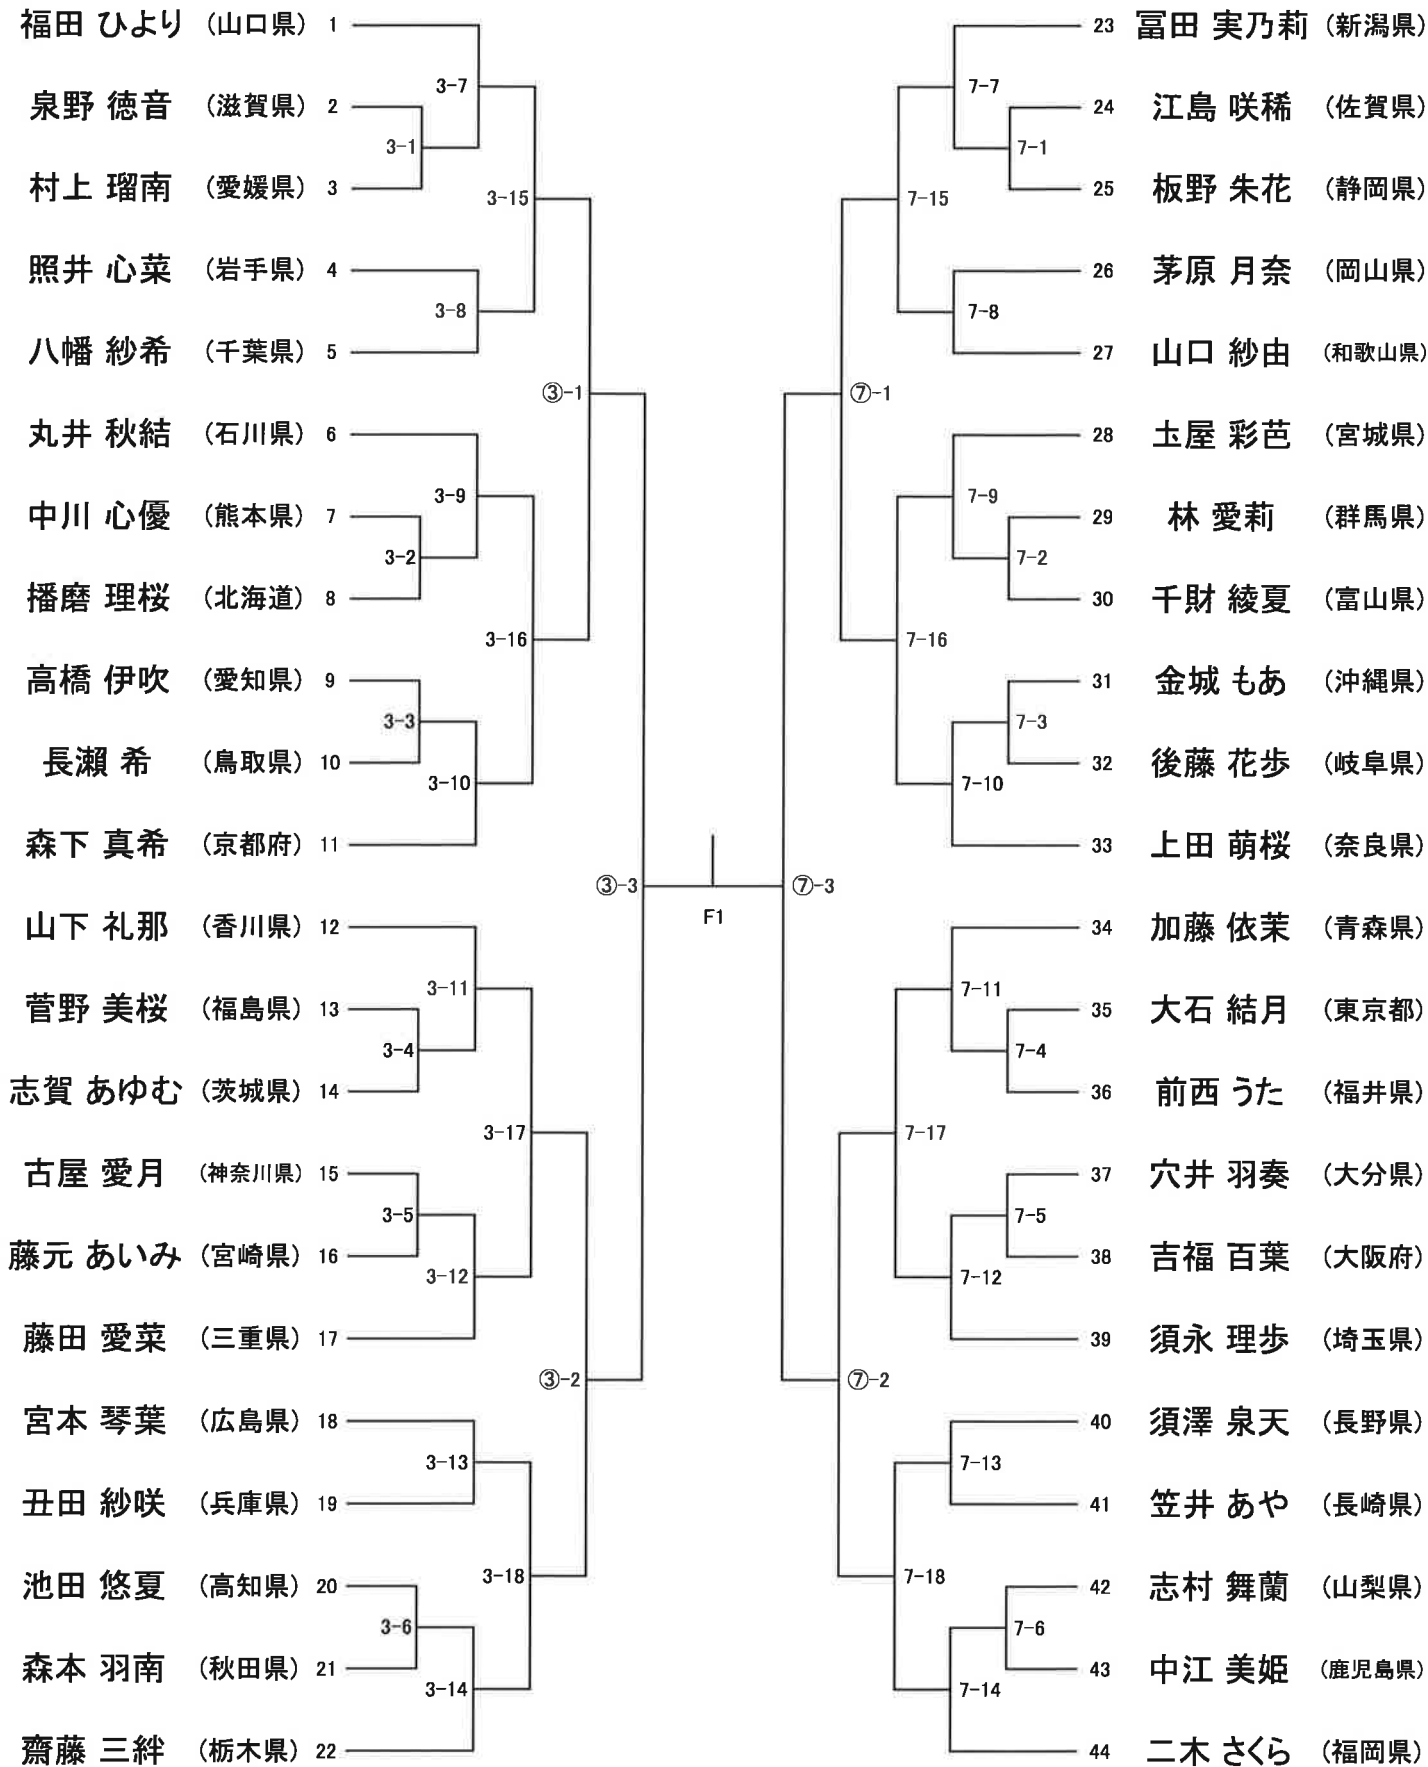 福田 ひより (山口県) 1
3-7
泉野 徳音 (滋賀県) 2
3-1
村上 瑠南 (愛媛県) 3
3-15
照井 心菜 (岩手県) 4
3-8
八幡 紗希 (千葉県) 5
③-1
丸井 秋結 (石川県) 6
3-9
中川 心優 (熊本県) 7
3-2
播磨 理桜 (北海道) 8
3-16
高橋 伊吹 (愛知県) 9
3-3
長瀬 希 (鳥取県) 10
3-10
森下 真希 (京都府) 11
③-3
山下 礼那 (香川県) 12
3-11
菅野 美桜 (福島県) 13
3-4
志賀 あゆむ (茨城県) 14
3-17
古屋 愛月 (神奈川県) 15
3-5
藤元 あいみ (宮崎県) 16
3-12
藤田 愛菜 (三重県) 17
③-2
宮本 琴葉 (広島県) 18
3-13
丑田 紗咲 (兵庫県) 19
3-18
池田 悠夏 (高知県) 20
3-6
森本 羽南 (秋田県) 21
3-14
齋藤 三絆 (栃木県) 22
F1
23 冨田 実乃莉 (新潟県)
7-7
24 江島 咲稀 (佐賀県)
7-1
25 板野 朱花 (静岡県)
7-15
26 茅原 月奈 (岡山県)
7-8
27 山口 紗由 (和歌山県)
⑦-1
28 圡屋 彩芭 (宮城県)
7-9
29 林 愛莉 (群馬県)
7-2
30 千財 綾夏 (富山県)
7-16
31 金城 もあ (沖縄県)
7-3
32 後藤 花歩 (岐阜県)
7-10
33 上田 萌桜 (奈良県)
⑦-3
34 加藤 依茉 (青森県)
7-11
35 大石 結月 (東京都)
7-4
36 前西 うた (福井県)
7-17
37 穴井 羽奏 (大分県)
7-5
38 吉福 百葉 (大阪府)
7-12
39 須永 理歩 (埼玉県)
⑦-2
40 須澤 泉天 (長野県)
7-13
41 笠井 あや (長崎県)
7-18
42 志村 舞蘭 (山梨県)
7-6
43 中江 美姫 (鹿児島県)
7-14
44 二木 さくら (福岡県)